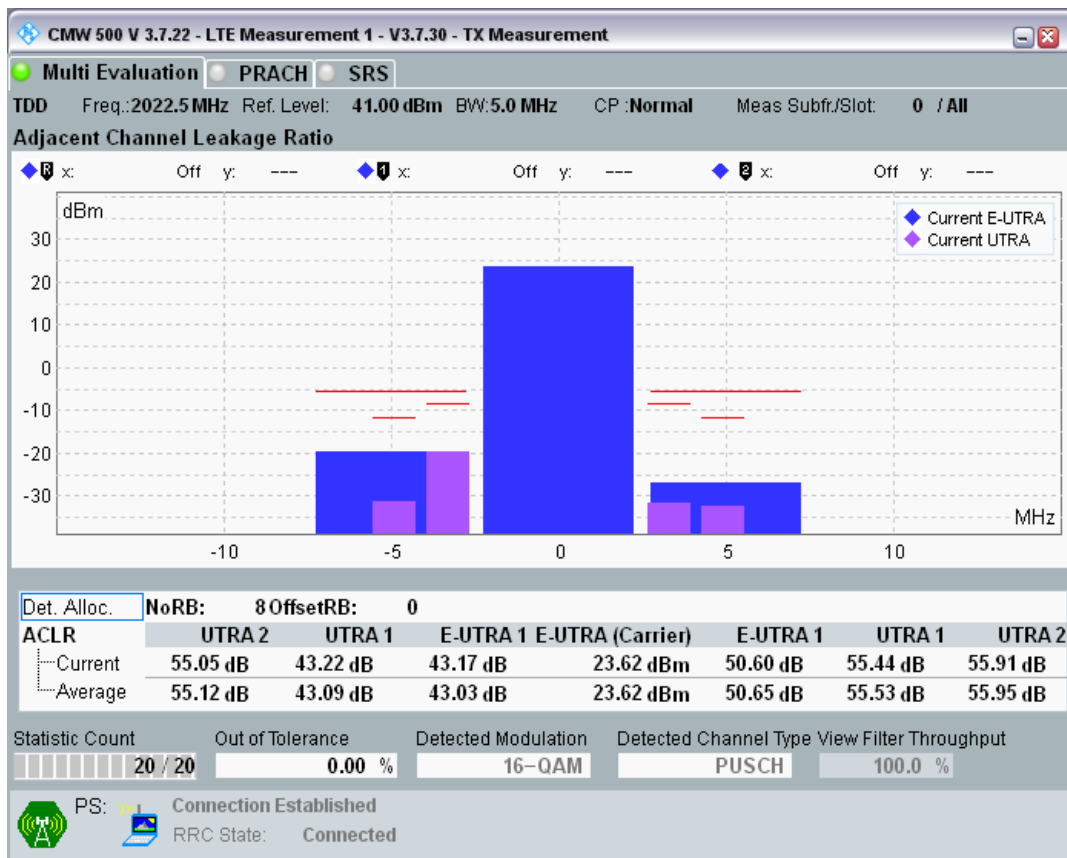 CMW 500 V 3.7.22 - LTE Measurement 1 - V3.7.30 - TX Measurement
Multi Evaluation PRACH SRS
TDD Freq.:2022.5 MHz Ref. Level: 41.00 dBm BW:5.0 MHz CP :Normal Meas Subfr./Slot: 0 / All
Adjacent Channel Leakage Ratio
R x: Off y: --- 1 x: Off y: --- 2 x: Off y: ---
dBm
Current E-UTRA
Current UTRA
30
20
10
0
-10
-20
-30
MHz
-10 -5 0 5 10
Det. Alloc. NoRB: 8 OffsetRB: 0
ACLR UTRA 2 UTRA 1 E-UTRA 1 E-UTRA (Carrier) E-UTRA 1 UTRA 1 UTRA 2
Current 55.05 dB 43.22 dB 43.17 dB 23.62 dBm 50.60 dB 55.44 dB 55.91 dB
Average 55.12 dB 43.09 dB 43.03 dB 23.62 dBm 50.65 dB 55.53 dB 55.95 dB
Statistic Count Out of Tolerance Detected Modulation Detected Channel Type View Filter Throughput
20 / 20 0.00 % 16-QAM PUSCH 100.0 %
PS: Connection Established
RRC State: Connected